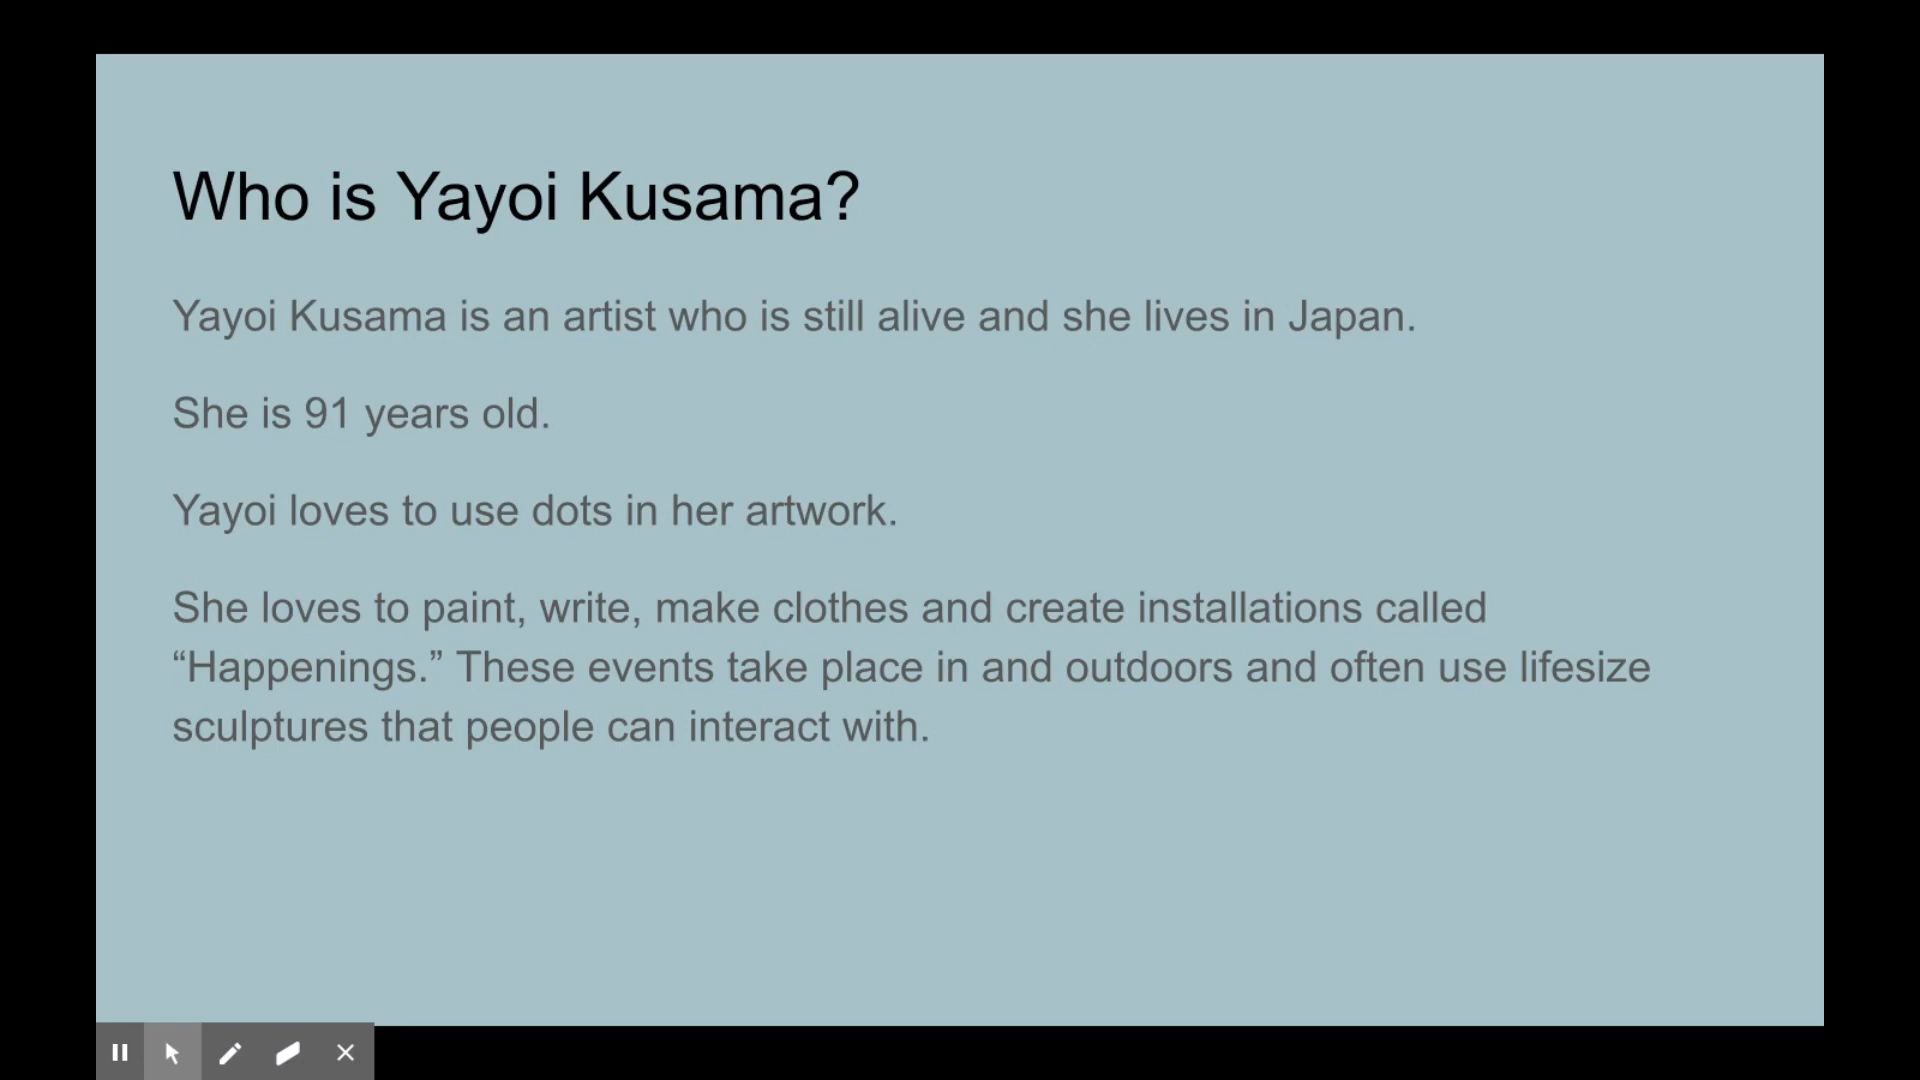 Who is Yayoi Kusama?
Yayoi Kusama is an artist who is still alive and she lives in Japan.
She is 91 years old.
Yayoi loves to use dots in her artwork.
She loves to paint, write, make clothes and create installations called
“Happenings.” These events take place in and outdoors and often use lifesize
sculptures that people can interact with.